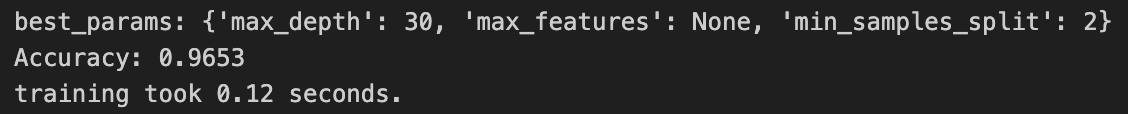 best_params: {'max_depth': 30, 'max_features': None, 'min_samples_split': 2}
Accuracy: 0.9653
training took 0.12 seconds.